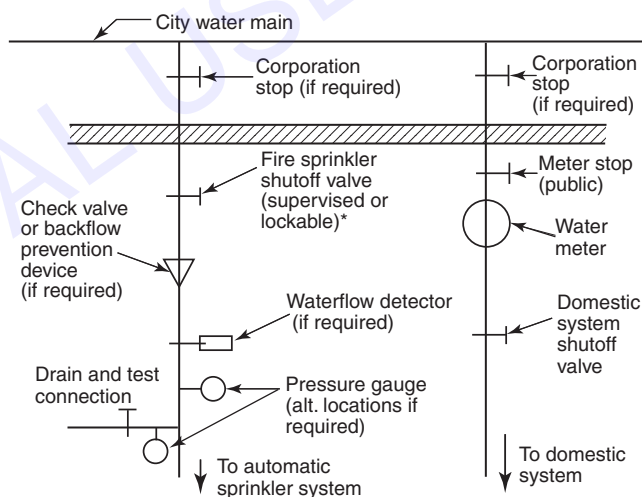 City water main
Corporation
stop (if required)
Corporation
stop
(if required)
Fire sprinkler
shutoff valve
(supervised or
lockable)*
Meter stop
(public)
Check valve
or backflow
prevention
device
(if required)
Water
meter
Waterflow detector
(if required)
Domestic
system
shutoff
valve
Drain and test
connection
Pressure gauge
(alt. locations if
required)
To automatic
sprinkler system
To domestic
system
AL USE